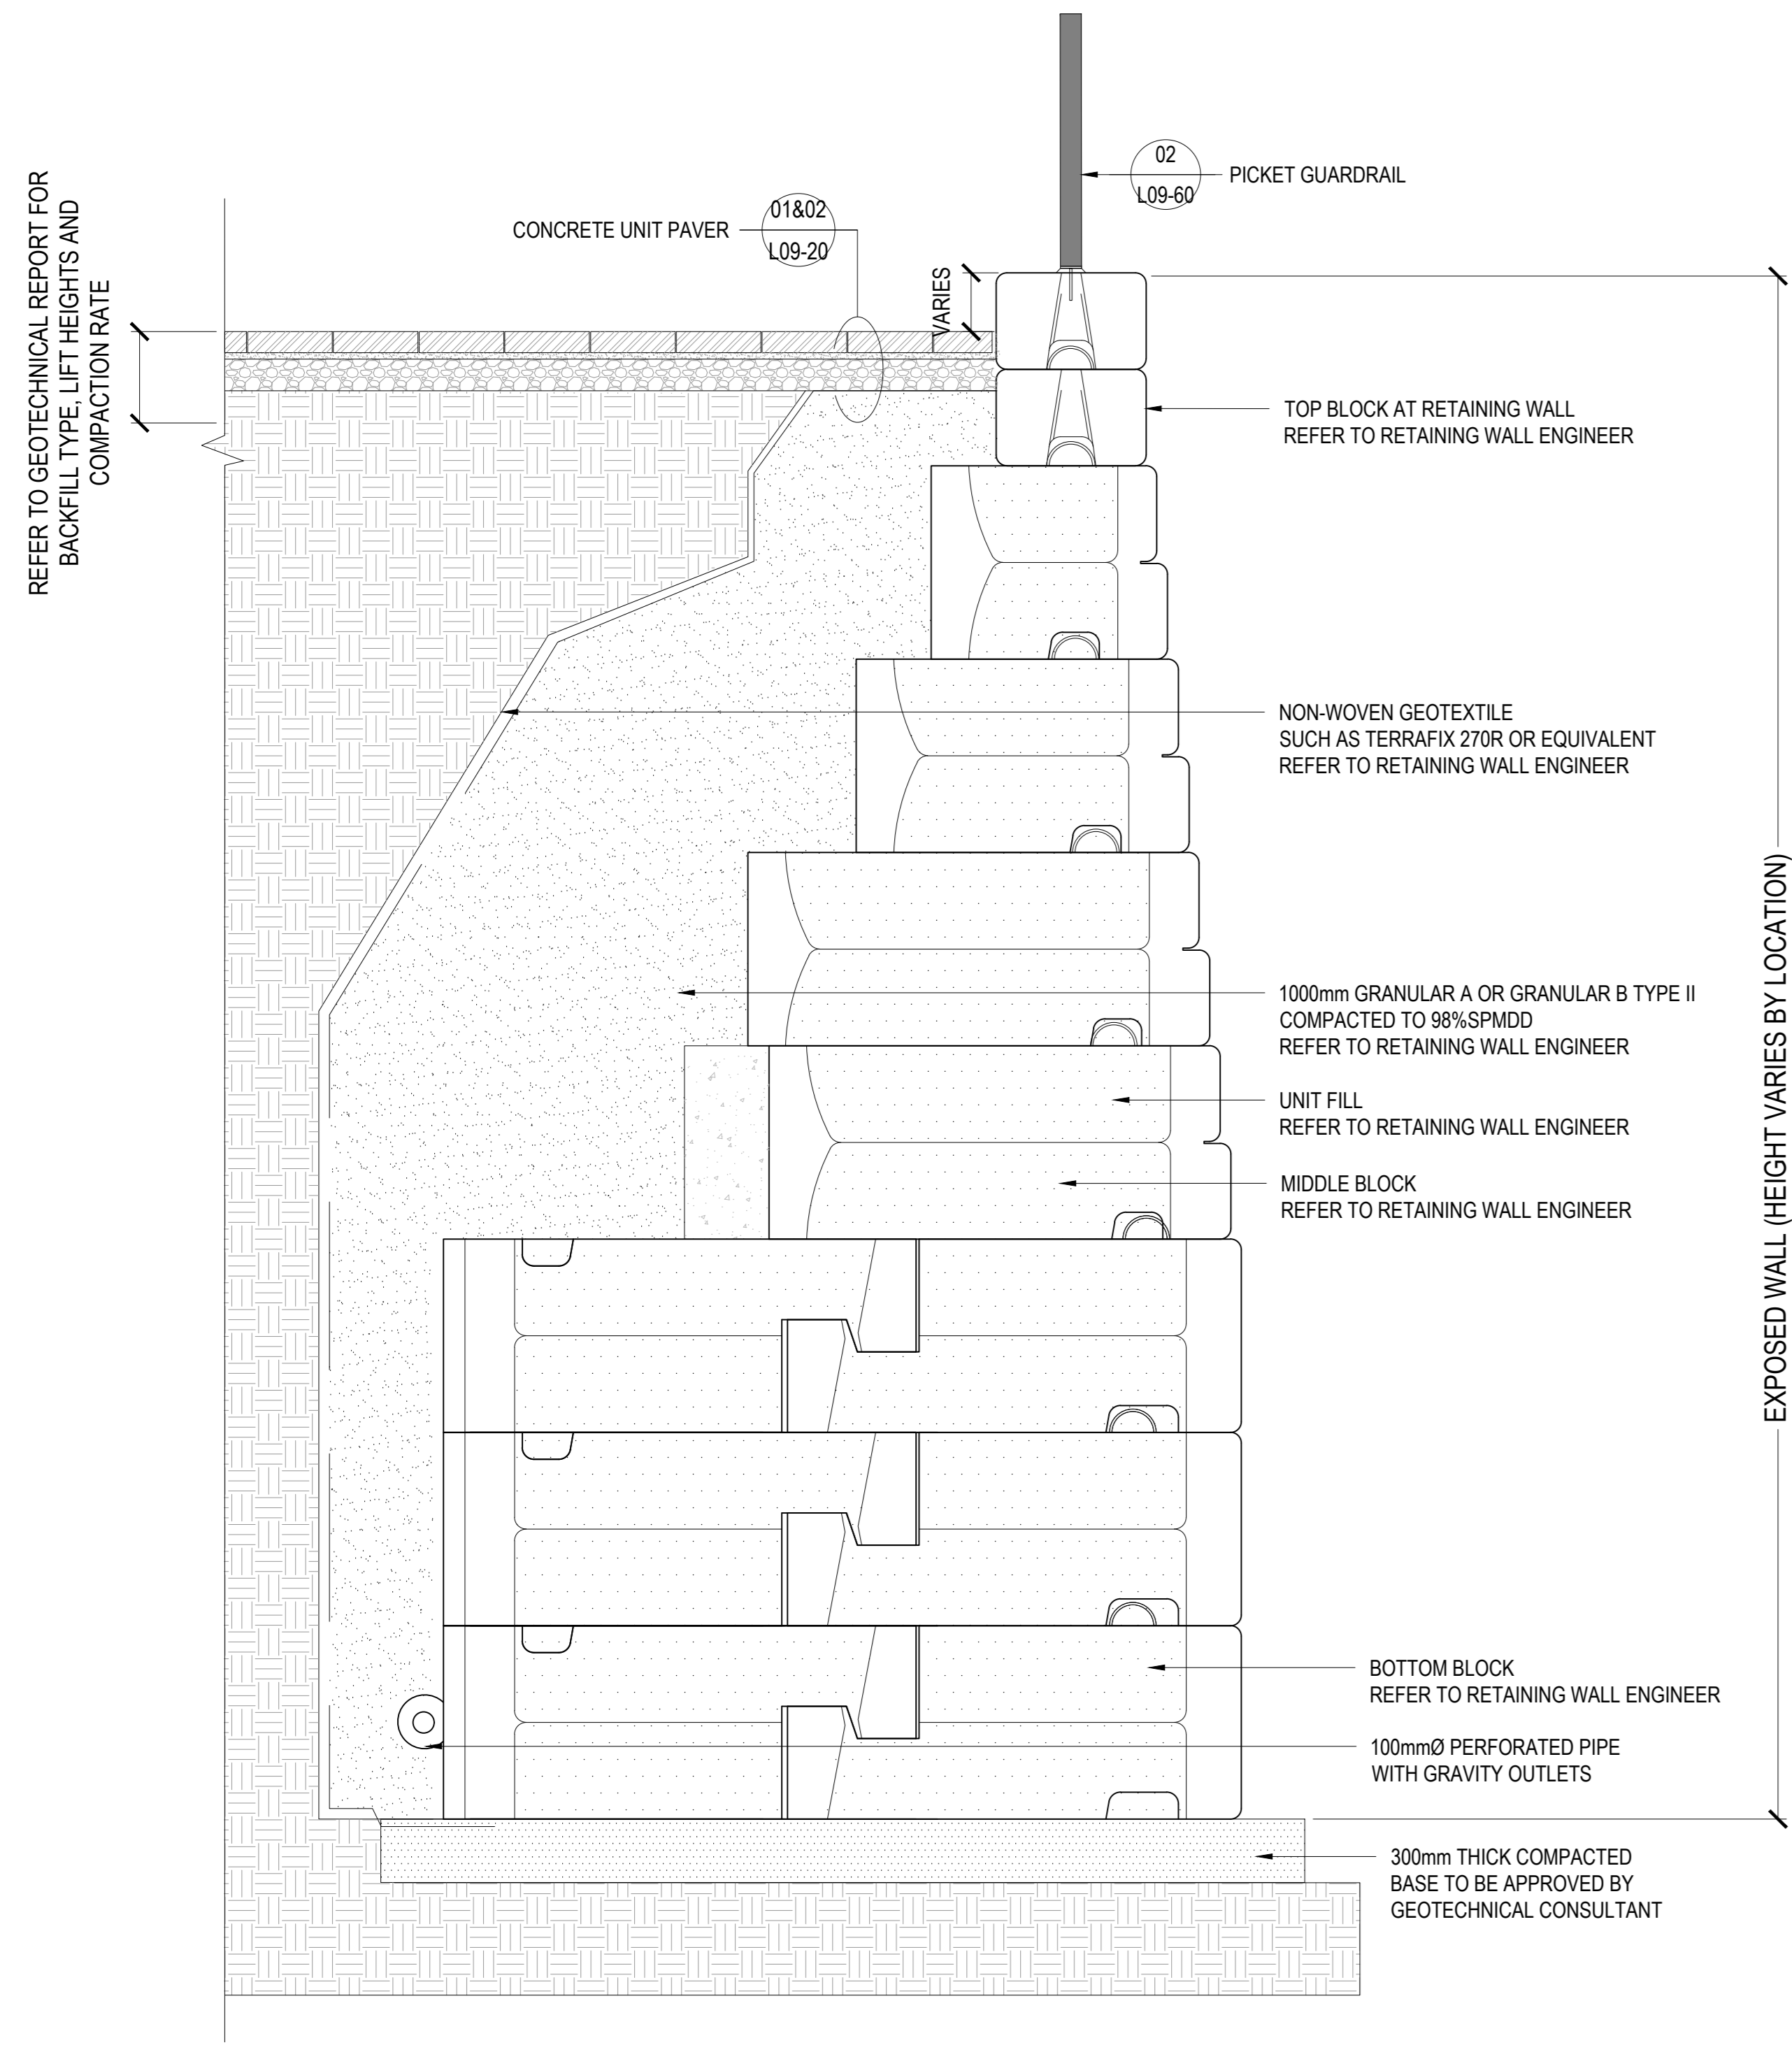 02
L09-60
PICKET GUARDRAIL
01&02
L09-20
CONCRETE UNIT PAVER
REFER TO GEOTECHNICAL REPORT FOR
BACKFILL TYPE, LIFT HEIGHTS AND
COMPACTION RATE
VARIES
TOP BLOCK AT RETAINING WALL
REFER TO RETAINING WALL ENGINEER
NON-WOVEN GEOTEXTILE
SUCH AS TERRAFIX 270R OR EQUIVALENT
REFER TO RETAINING WALL ENGINEER
1000mm GRANULAR A OR GRANULAR B TYPE II
COMPACTED TO 98%SPMDD
REFER TO RETAINING WALL ENGINEER
UNIT FILL
REFER TO RETAINING WALL ENGINEER
MIDDLE BLOCK
REFER TO RETAINING WALL ENGINEER
EXPOSED WALL (HEIGHT VARIES BY LOCATION)
BOTTOM BLOCK
REFER TO RETAINING WALL ENGINEER
100mmØ PERFORATED PIPE
WITH GRAVITY OUTLETS
300mm THICK COMPACTED
BASE TO BE APPROVED BY
GEOTECHNICAL CONSULTANT